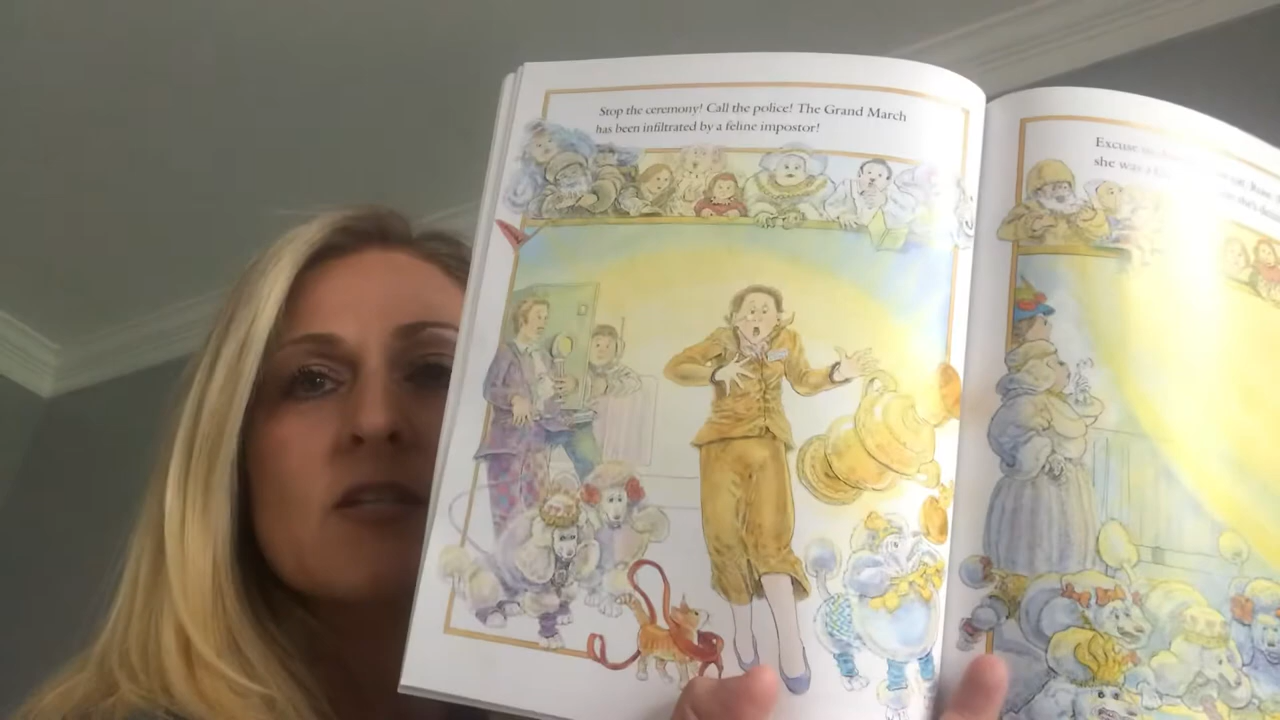 Stop the ceremony! Call the police! The Grand March
has been infiltrated by a feline impostor!
Excuse
she was a